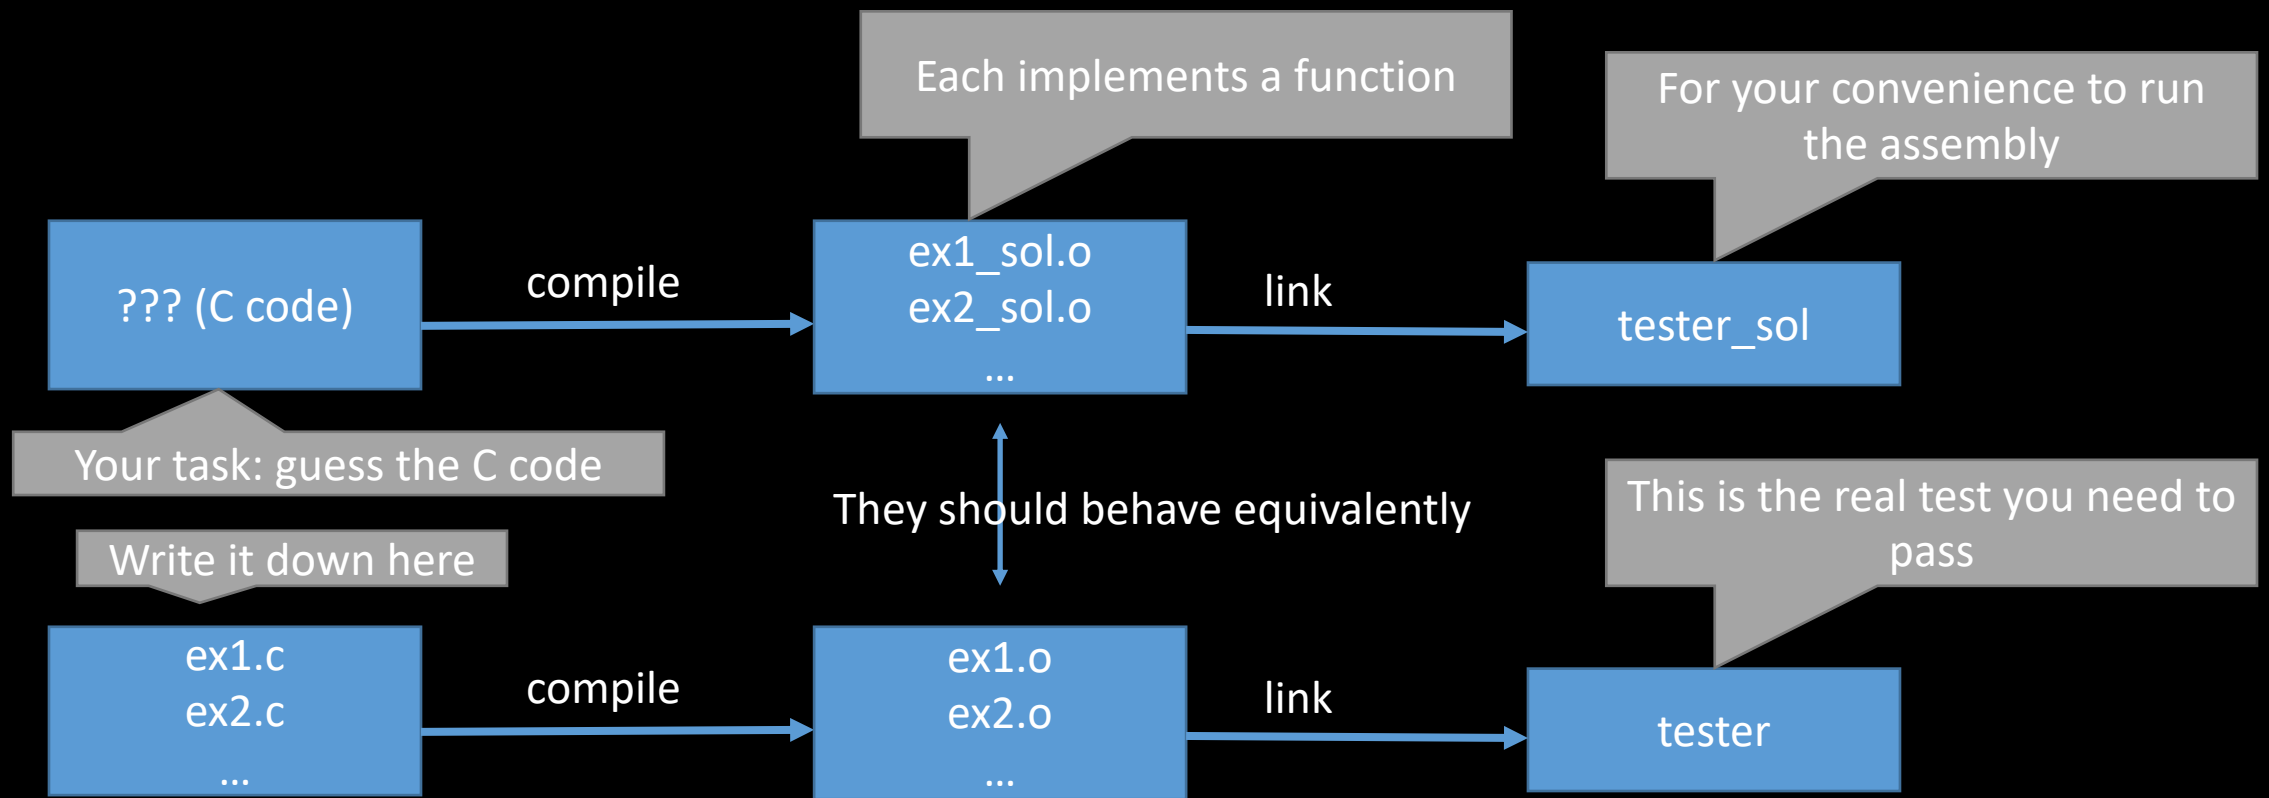 Each implements a function
For your convenience to run
the assembly
??? (C code)
compile
ex1_sol.o
ex2_sol.o
...
link
tester_sol
Your task: guess the C code
They should behave equivalently
This is the real test you need to
pass
Write it down here
ex1.c
ex2.c
...
compile
ex1.o
ex2.o
...
link
tester